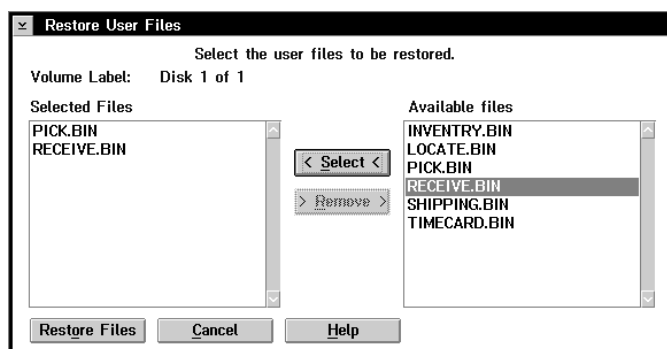 Restore User Files
Select the user files to be restored.
Volume Label: Disk 1 of 1
Selected Files
PICK.BIN
RECEIVE.BIN
< Select <
> Remove >
Available files
INVENTRY.BIN
LOCATE.BIN
PICK.BIN
RECEIVE.BIN
SHIPPING.BIN
TIMECARD.BIN
Restore Files Cancel Help